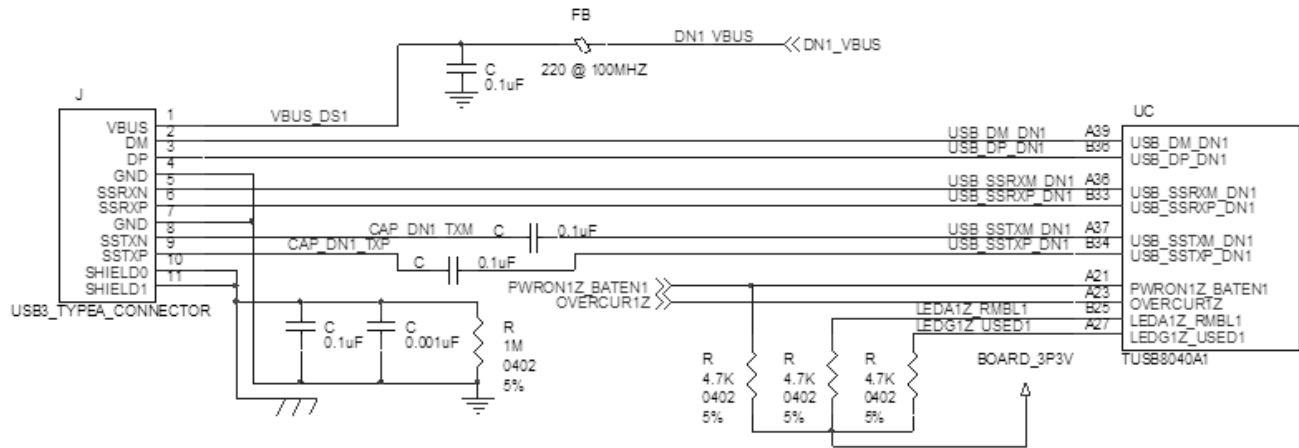 FB
DN1_VBUS
DN1_VBUS
C
0.1uF
220 @ 100MHZ
J
UC
1
VBUS_DS1
VBUS
2
USB_DM_DN1
A39
DM
3
USB_DP_DN1
B36
USB_DM_DN1
DP
4
USB_DP_DN1
GND
5
USB_SSRXM_DN1
A36
SSRXN
6
USB_SSRXP_DN1
B33
USB_SSRXM_DN1
SSRXP
7
USB_SSRXP_DN1
GND
8
CAP_DN1_TXM
C
0.1uF
USB_SSTXM_DN1
A37
SSTXN
9
CAP_DN1_TXP
USB_SSTXP_DN1
B34
USB_SSTXM_DN1
SSTXP
10
C
0.1uF
USB_SSTXP_DN1
SHIELD0
11
A21
SHIELD1
PWRON1Z_BATEN1
PWRON1Z_BATEN1
A23
USB3_TYPEA_CONNECTOR
OVERCUR1Z
OVERCUR1Z
LEDA1Z_RMBL1
B25
LEDA1Z_RMBL1
LEDG1Z_USED1
A27
LEDG1Z_USED1
C
0.1uF
C
0.001uF
R
1M
0402
5%
R
4.7K
0402
5%
R
4.7K
0402
5%
R
4.7K
0402
5%
BOARD_3P3V
TUSB8040A1